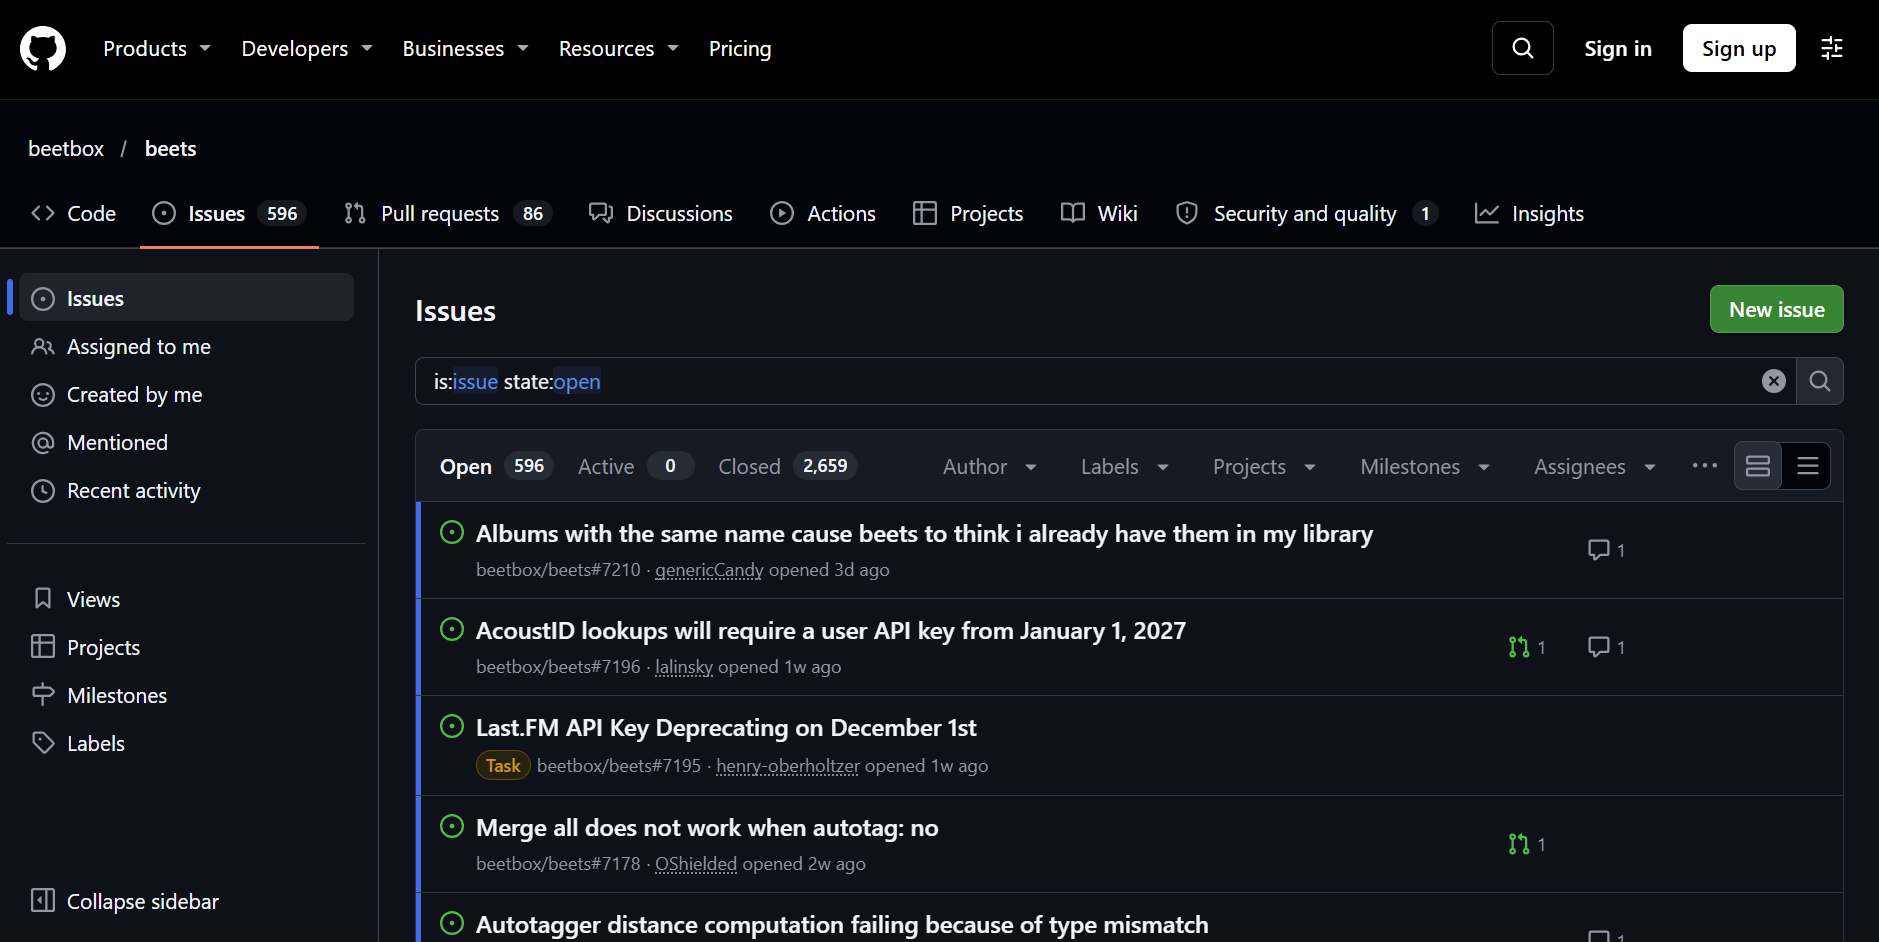 Products Developers Businesses Resources Pricing Sign in Sign up
beetbox / beets
Code Issues 596 Pull requests 86 Discussions Actions Projects Wiki Security and quality 1 Insights
Issues
Assigned to me
Created by me
Mentioned
Recent activity
Views
Projects
Milestones
Labels
Collapse sidebar
Issues
New issue
is:issue state:open
Open 596 Active 0 Closed 2,659 Author Labels Projects Milestones Assignees
Albums with the same name cause beets to think i already have them in my library
1
beetbox/beets#7210 · genericCandy opened 3d ago
AcoustID lookups will require a user API key from January 1, 2027
1 1
beetbox/beets#7196 · lalinsky opened 1w ago
Last.FM API Key Deprecating on December 1st
Task beetbox/beets#7195 · henry-oberholtzer opened 1w ago
Merge all does not work when autotag: no
1
beetbox/beets#7178 · OShielded opened 2w ago
Autotagger distance computation failing because of type mismatch
1